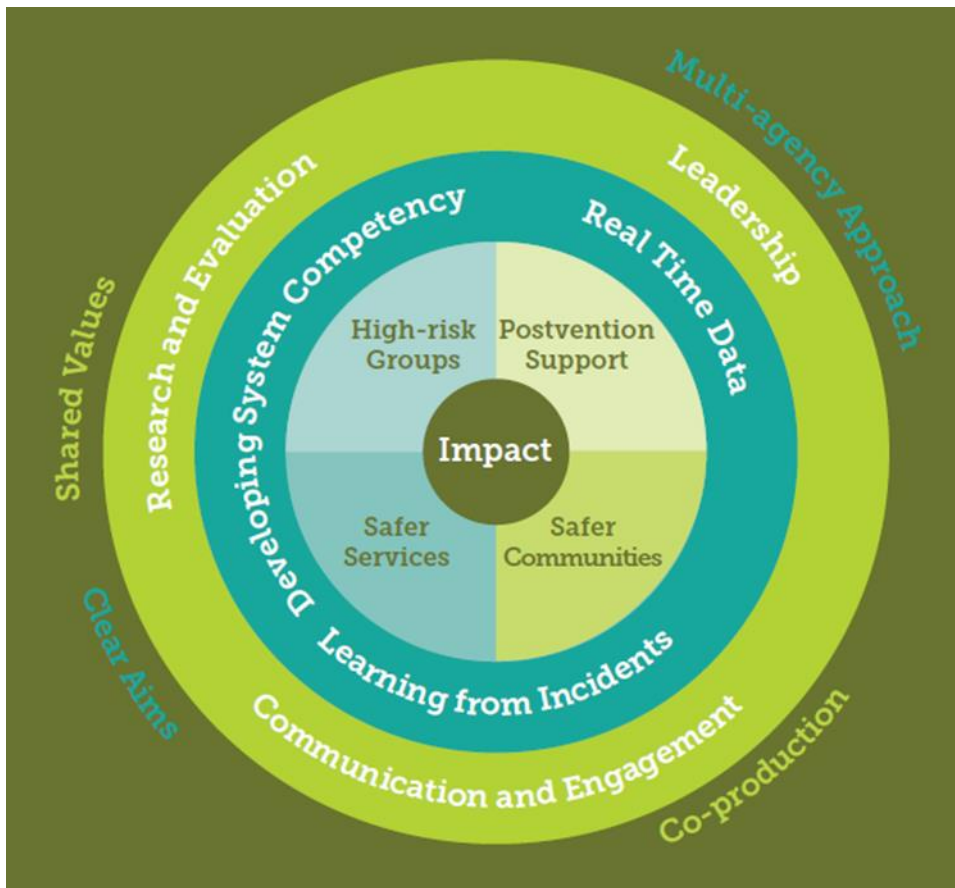 Multi-agency Approach
Shared Values
Clear Aims
Co-production
Research and Evaluation
Leadership
Communication and Engagement
Developing System Competency
Real Time Data
Learning from Incidents
High-risk
Groups
Postvention
Support
Impact
Safer
Services
Safer
Communities